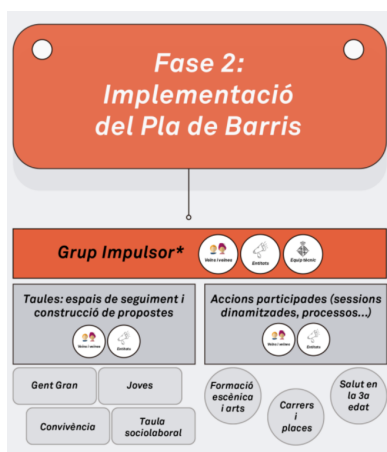 Fase 2:
Implementació
del Pla de Barris
Grup Impulsor*
Veïns i veïnes
Entitats
Equip tècnic
Taules: espais de seguiment i
construcció de propostes
Veïns i veïnes
Entitats
Accions participades (sessions
dinamitzades, processos...)
Veïns i veïnes
Entitats
Gent Gran
Joves
Convivència
Taula
sociolaboral
Formació
escènica
i arts
Carrers
i
places
Salut en
la 3a
edat